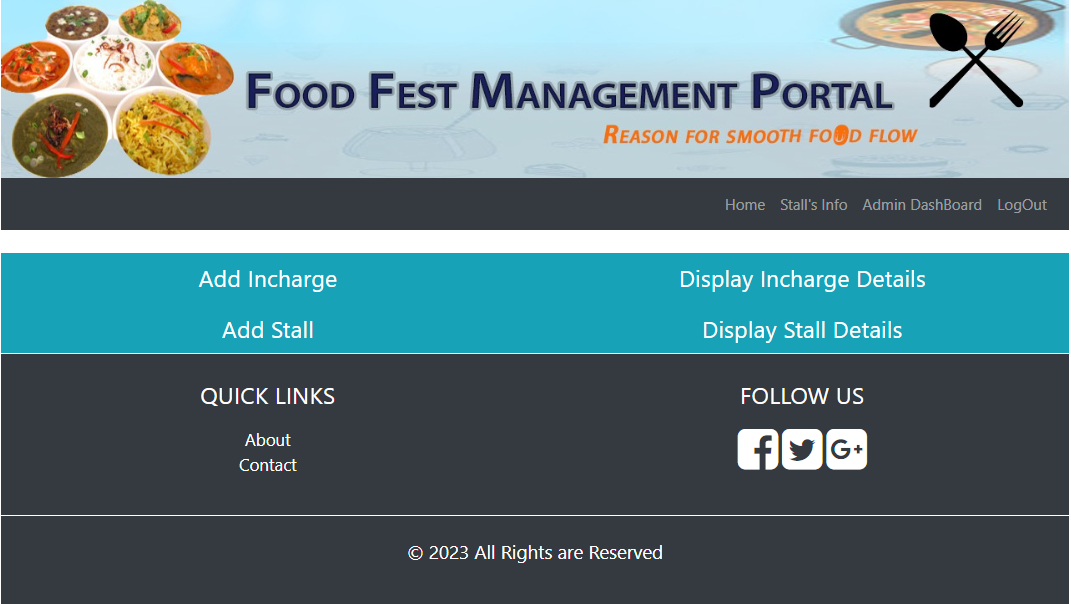 Food Fest Management Portal
Reason for smooth food flow
Home Stall's Info Admin DashBoard LogOut
Add Incharge Display Incharge Details
Add Stall Display Stall Details
QUICK LINKS FOLLOW US
About
Contact
G+
© 2023 All Rights are Reserved